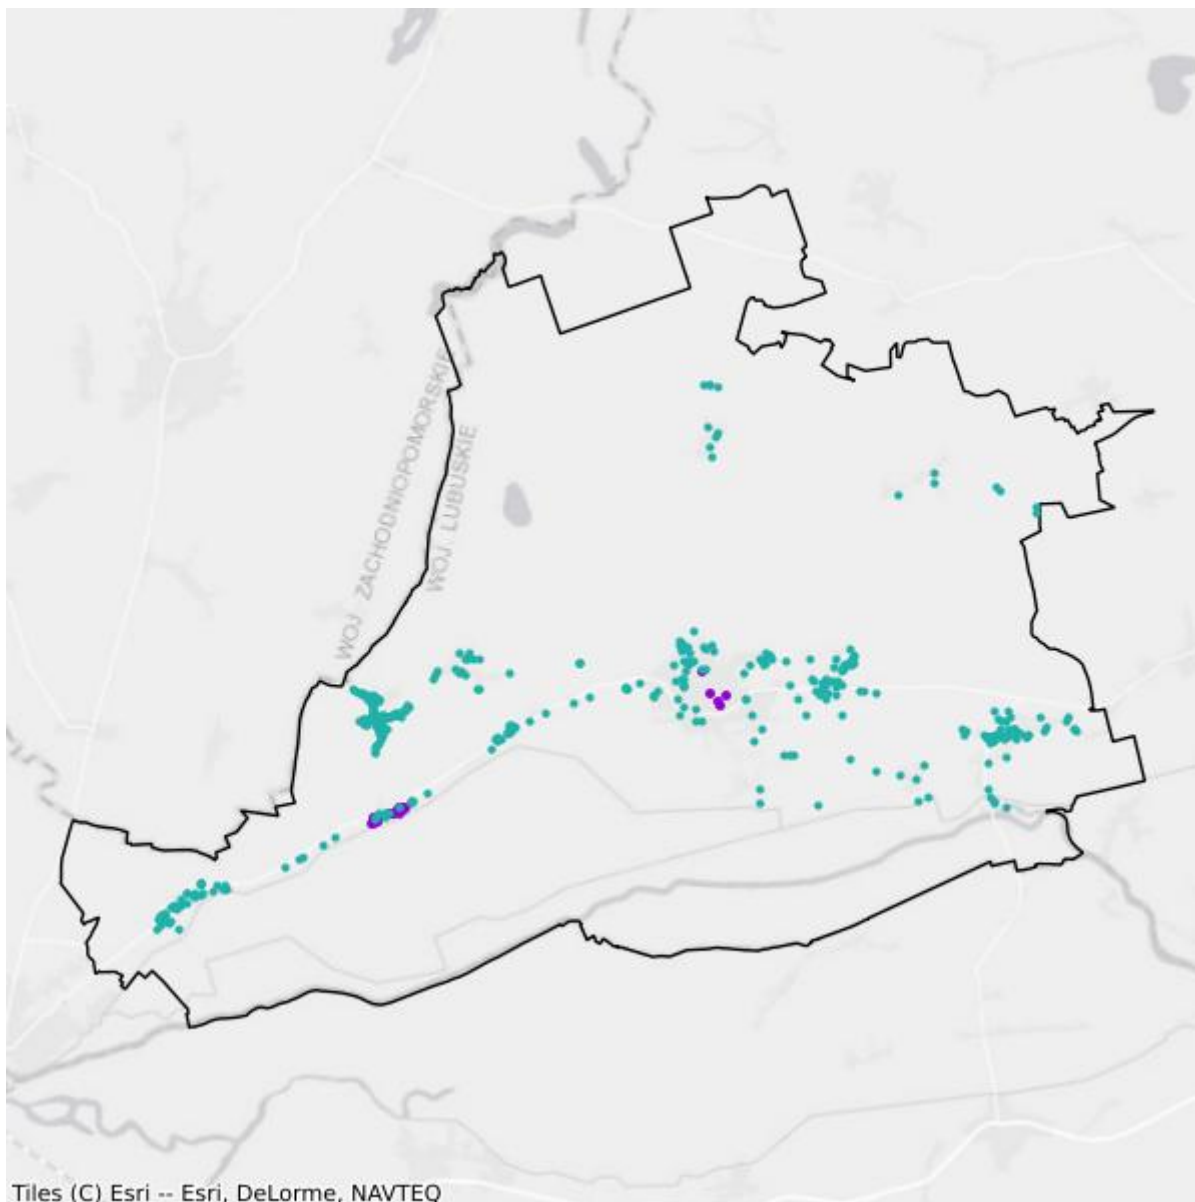 WOJ. ZACHODNIOPOMORSKIE
WOJ. LUBUSKIE
Tiles (C) Esri -- Esri, DeLorme, NAVTEQ